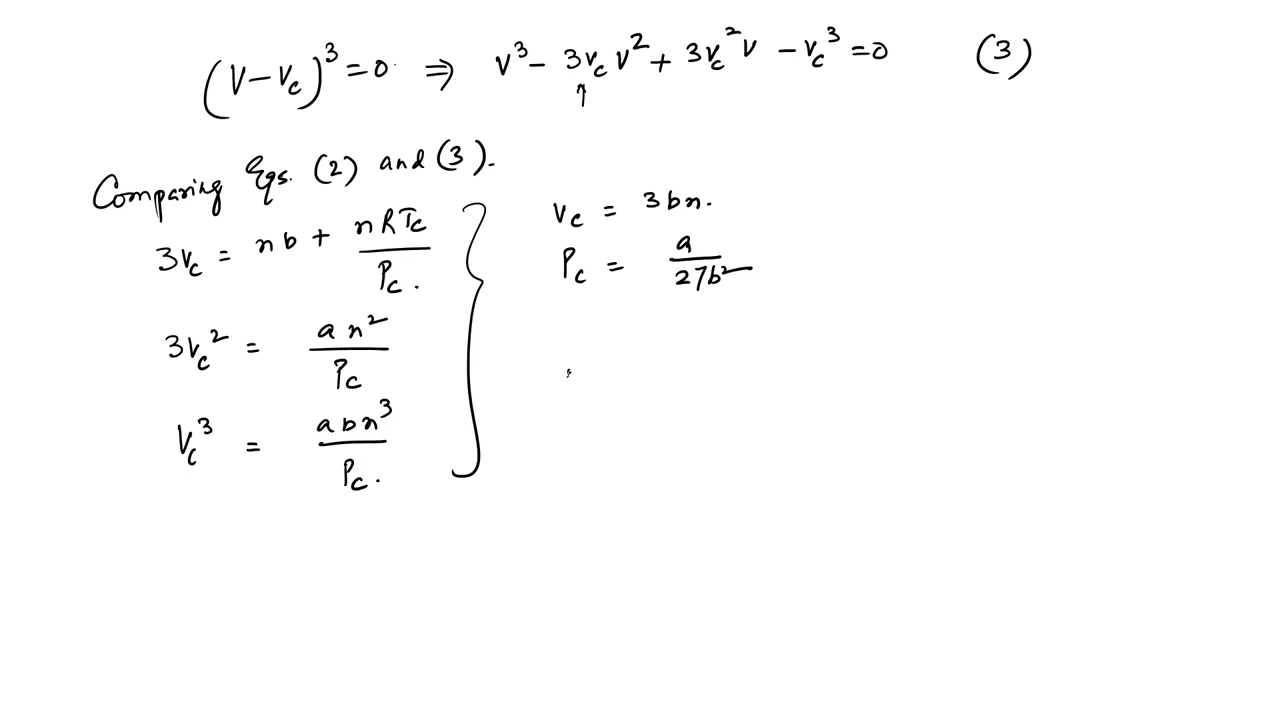 (V − V_c)^3 = 0 ⇒ V^3 − 3V_c V^2 + 3V_c^2 V − V_c^3 = 0 (3)
↑
Comparing Eqs. (2) and (3).
3V_c = nb + nRT_c / P_c.
3V_c^2 = an^2 / P_c
V_c^3 = abn^3 / P_c.
V_c = 3bn.
P_c = a / 27b^2